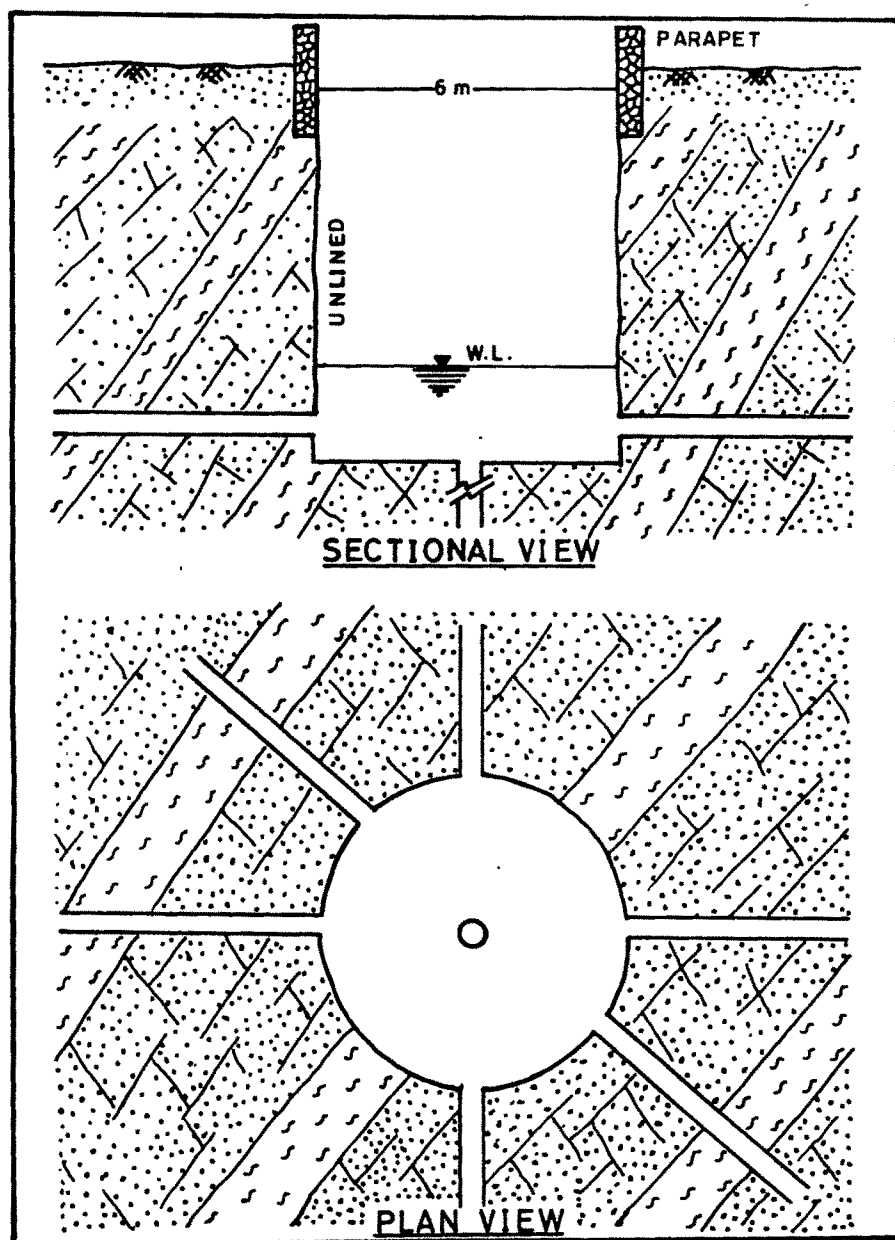 PARAPET
6 m
UNLINED
W.L.
SECTIONAL VIEW
PLAN VIEW